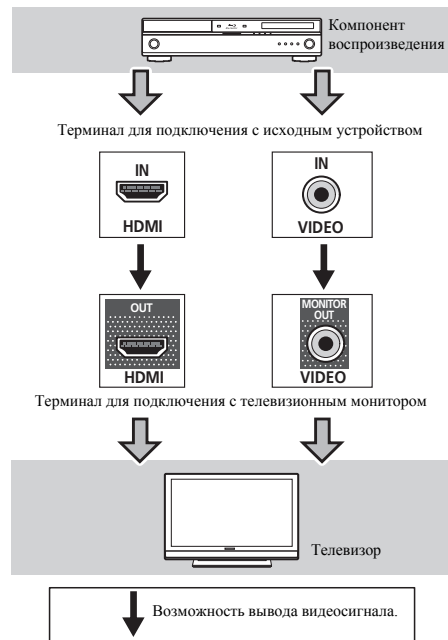 Компонент
воспроизведения
Терминал для подключения с исходным устройством
IN
HDMI
IN
VIDEO
OUT
HDMI
MONITOR
OUT
VIDEO
Терминал для подключения с телевизионным монитором
Телевизор
Возможность вывода видеосигнала.